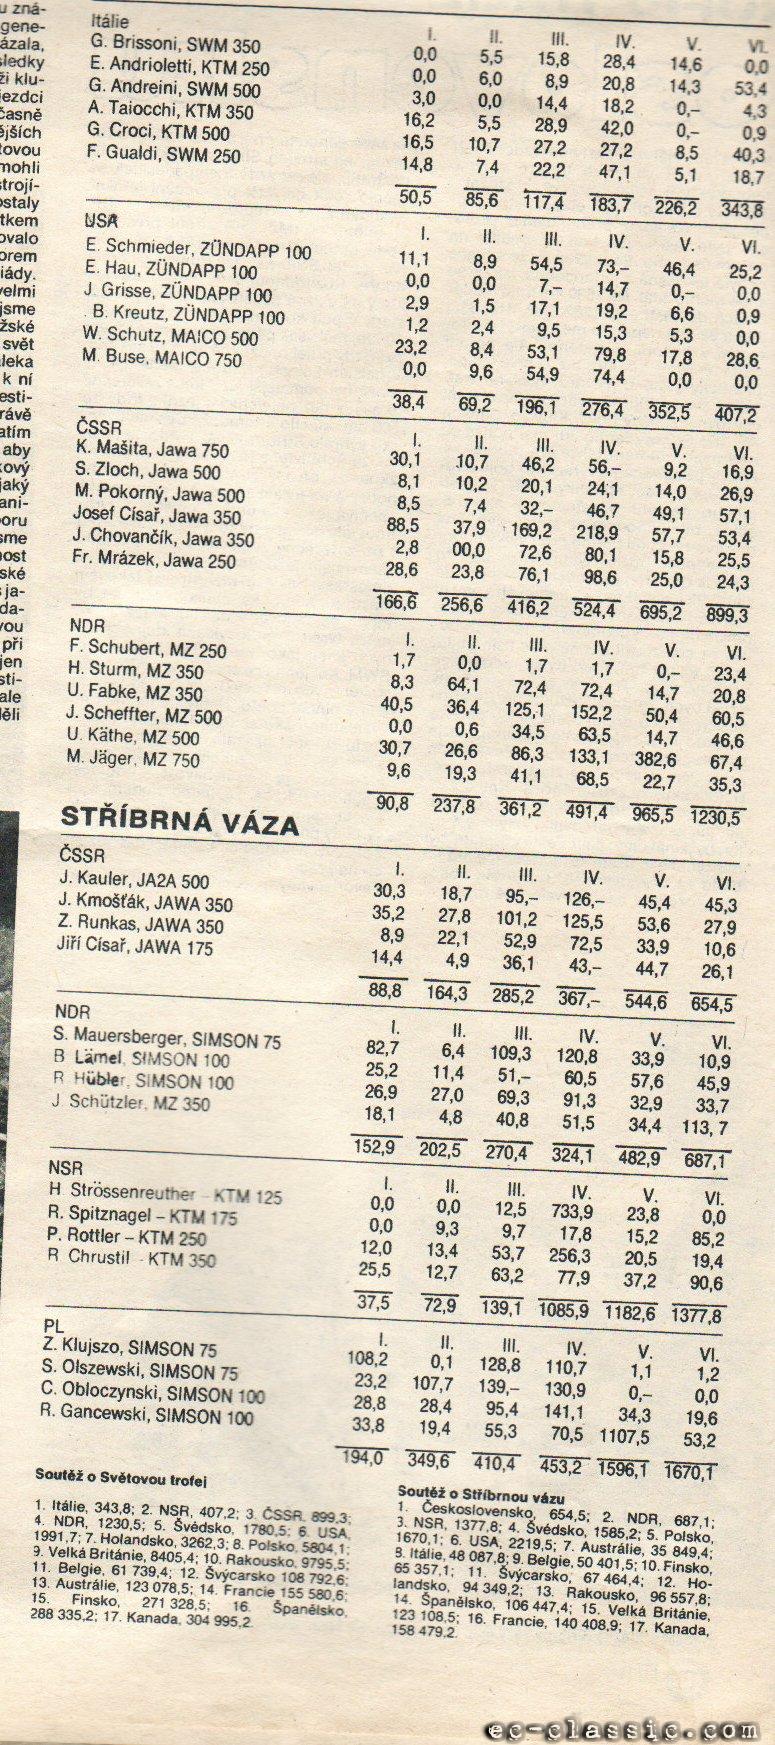 u zná-
gene-
ázala,
sledky
ži klu-
jezdci
časně
ějších
tovou
mohli
strojí-
ostaly
tkem
ovalo
orem
iády.
velmi
jsme
žské
svět
aleka
k ní
esti-
rávě
atím
aby
kový
jaký
ani-
boru
sme
nost
ské
ja-
da-
vou
při
jen
sti-
ale
děli
Itálie I. II. III. IV. V. VI.
G. Brissoni, SWM 350 0,0 5,5 15,8 28,4 14,6 0,0
E. Andrioletti, KTM 250 0,0 6,0 8,9 20,8 14,3 53,4
G. Andreini, SWM 500 3,0 0,0 14,4 18,2 0,– 4,3
A. Taiocchi, KTM 350 16,2 5,5 28,9 42,0 0,– 0,9
G. Croci, KTM 500 16,5 10,7 27,2 27,2 8,5 40,3
F. Gualdi, SWM 250 14,8 7,4 22,2 47,1 5,1 18,7
50,5 85,6 117,4 183,7 226,2 343,8
USA I. II. III. IV. V. VI.
E. Schmieder, ZÜNDAPP 100 11,1 8,9 54,5 73,– 46,4 25,2
E. Hau, ZÜNDAPP 100 0,0 0,0 7,– 14,7 0,– 0,0
J. Grisse, ZÜNDAPP 100 2,9 1,5 17,1 19,2 6,6 0,9
B. Kreutz, ZÜNDAPP 100 1,2 2,4 9,5 15,3 5,3 0,0
W. Schutz, MAICO 500 23,2 8,4 53,1 79,8 17,8 28,6
M. Buse, MAICO 750 0,0 9,6 54,9 74,4 0,0 0,0
38,4 69,2 196,1 276,4 352,5 407,2
ČSSR I. II. III. IV. V. VI.
K. Mašita, Jawa 750 30,1 10,7 46,2 56,– 9,2 16,9
S. Zloch, Jawa 500 8,1 10,2 20,1 24,1 14,0 26,9
M. Pokorný, Jawa 500 8,5 7,4 32,– 46,7 49,1 57,1
Josef Císař, Jawa 350 88,5 37,9 169,2 218,9 57,7 53,4
J. Chovančík, Jawa 350 2,8 00,0 72,6 80,1 15,8 25,5
Fr. Mrázek, Jawa 250 28,6 23,8 76,1 98,6 25,0 24,3
166,6 256,6 416,2 524,4 695,2 899,3
NDR I. II. III. IV. V. VI.
F. Schubert, MZ 250 1,7 0,0 1,7 1,7 0,– 23,4
H. Sturm, MZ 350 8,3 64,1 72,4 72,4 14,7 20,8
U. Fabke, MZ 350 40,5 36,4 125,1 152,2 50,4 60,5
J. Scheffter, MZ 500 0,0 0,6 34,5 63,5 14,7 46,6
U. Käthe, MZ 500 30,7 26,6 86,3 133,1 382,6 67,4
M. Jäger, MZ 750 9,6 19,3 41,1 68,5 22,7 35,3
90,8 237,8 361,2 491,4 965,5 1230,5
STŘÍBRNÁ VÁZA
ČSSR I. II. III. IV. V. VI.
J. Kauler, JA2A 500 30,3 18,7 95,– 126,– 45,4 45,3
J. Kmošťák, JAWA 350 35,2 27,8 101,2 125,5 53,6 27,9
Z. Runkas, JAWA 350 8,9 22,1 52,9 72,5 33,9 10,6
Jiří Císař, JAWA 175 14,4 4,9 36,1 43,– 44,7 26,1
88,8 164,3 285,2 367,– 544,6 654,5
NDR I. II. III. IV. V. VI.
S. Mauersberger, SIMSON 75 82,7 6,4 109,3 120,8 33,9 10,9
B Lämel, SIMSON 100 25,2 11,4 51,– 60,5 57,6 45,9
R Hübler, SIMSON 100 26,9 27,0 69,3 91,3 32,9 33,7
J Schützler, MZ 350 18,1 4,8 40,8 51,5 34,4 113, 7
152,9 202,5 270,4 324,1 482,9 687,1
NSR I. II. III. IV. V. VI.
H Strössenreuther – KTM 125 0,0 0,0 12,5 733,9 23,8 0,0
R. Spitznagel – KTM 175 0,0 9,3 9,7 17,8 15,2 85,2
P. Rottler – KTM 250 12,0 13,4 53,7 256,3 20,5 19,4
R Chrustil - KTM 350 25,5 12,7 63,2 77,9 37,2 90,6
37,5 72,9 139,1 1085,9 1182,6 1377,8
PL I. II. III. IV. V. VI.
Z. Klujszo, SIMSON 75 108,2 0,1 128,8 110,7 1,1 1,2
S. Olszewski, SIMSON 75 23,2 107,7 139,– 130,9 0,– 0,0
C. Obloczynski, SIMSON 100 28,8 28,4 95,4 141,1 34,3 19,6
R. Gancewski, SIMSON 100 33,8 19,4 55,3 70,5 1107,5 53,2
194,0 349,6 410,4 453,2 1596,1 1670,1
Soutěž o Světovou trofej
1. Itálie, 343,8; 2. NSR, 407,2; 3. ČSSR. 899,3;
4. NDR, 1230,5; 5. Švédsko, 1780,5; 6. USA,
1991,7; 7. Holandsko, 3262,3; 8. Polsko, 5804,1;
9. Velká Británie, 8405,4; 10. Rakousko, 9795,5;
11. Belgie, 61 739,4; 12. Švýcarsko 108 792,6;
13. Austrálie, 123 078,5; 14. Francie 155 580,6;
15. Finsko, 271 328,5; 16. Španělsko,
288 335,2; 17. Kanada, 304 995,2
Soutěž o Stříbrnou vázu
1. Československo, 654,5; 2. NDR, 687,1;
3. NSR, 1377,8; 4. Švédsko, 1585,2; 5. Polsko,
1670,1; 6. USA, 2219,5; 7. Austrálie, 35 849,4;
8. Itálie, 48 087,8; 9. Belgie, 50 401,5; 10. Finsko,
65 357,1; 11. Švýcarsko, 67 464,4; 12. Ho-
landsko, 94 349,2; 13. Rakousko, 96 557,8;
14. Španělsko, 106 447,4; 15. Velká Británie,
123 108,5; 16. Francie, 140 408,9; 17. Kanada,
158 479,2.
ec-classic.com